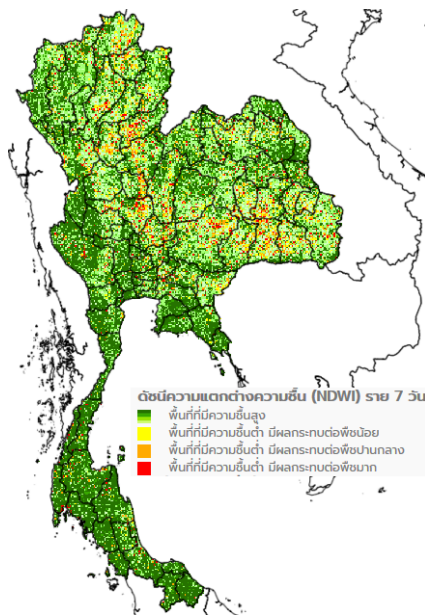 ดัชนีความแตกต่างความชื้น (NDWI) ราย 7 วัน
พื้นที่ที่มีความชื้นสูง
พื้นที่ที่มีความชื้นต่ำ มีผลกระทบต่อพืชน้อย
พื้นที่ที่มีความชื้นต่ำ มีผลกระทบต่อพืชปานกลาง
พื้นที่ที่มีความชื้นต่ำ มีผลกระทบต่อพืชมาก